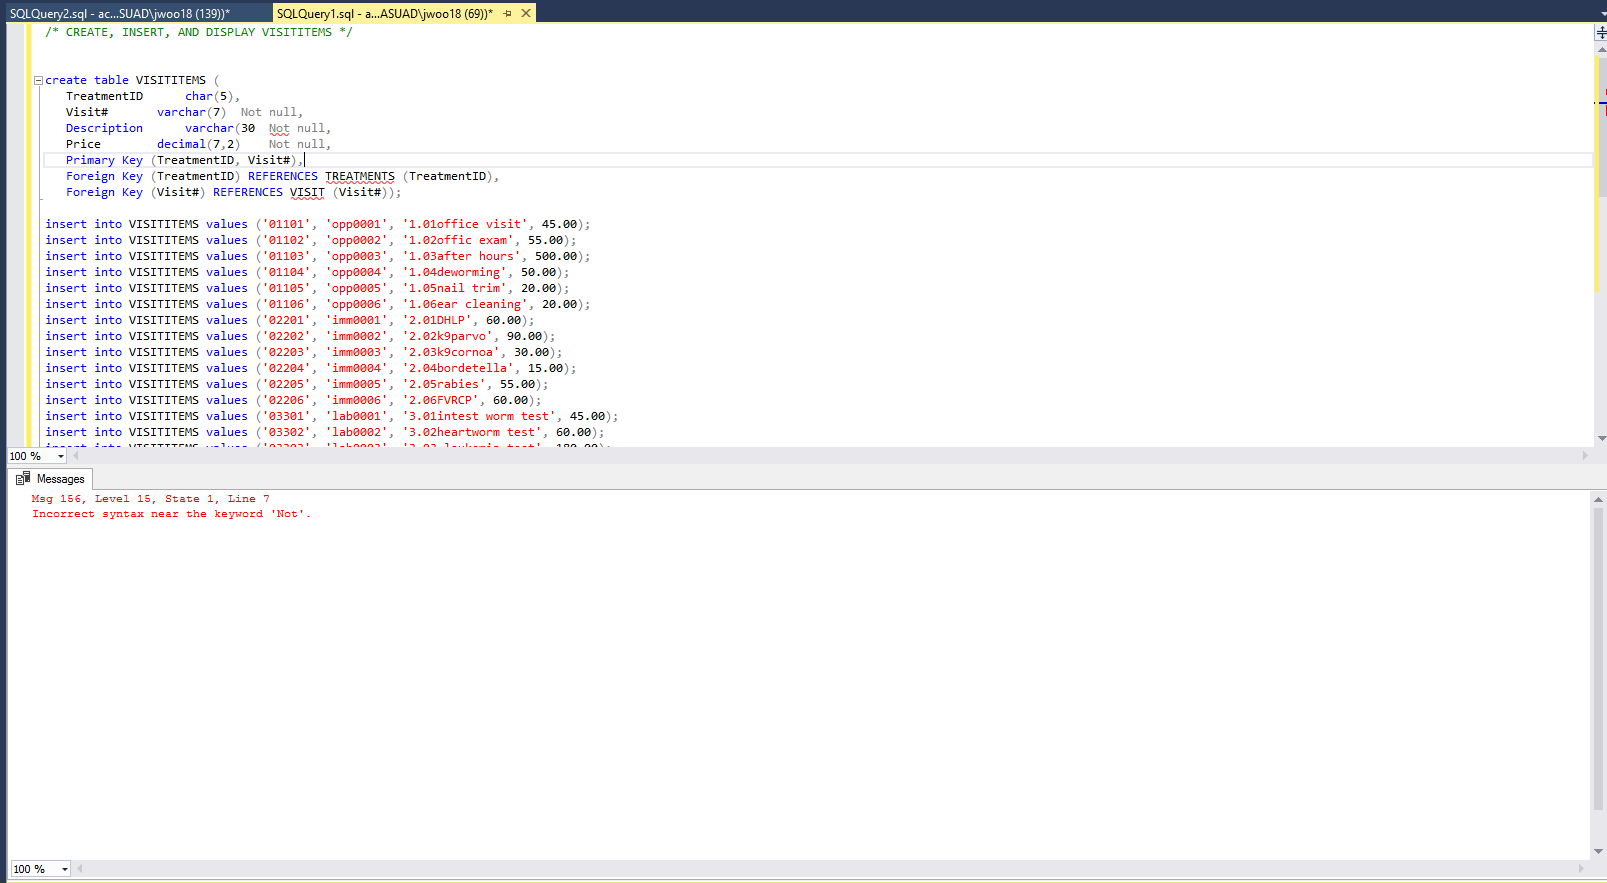 SQLQuery2.sql - ac...SUAD\jwoo18 (139))*
SQLQuery1.sql - a...ASUAD\jwoo18 (69))*
/* CREATE, INSERT, AND DISPLAY VISITITEMS */
create table VISITITEMS (
TreatmentID char(5),
Visit# varchar(7) Not null,
Description varchar(30 Not null,
Price decimal(7,2) Not null,
Primary Key (TreatmentID, Visit#),
Foreign Key (TreatmentID) REFERENCES TREATMENTS (TreatmentID),
Foreign Key (Visit#) REFERENCES VISIT (Visit#));
insert into VISITITEMS values ('01101', 'opp0001', '1.01office visit', 45.00);
insert into VISITITEMS values ('01102', 'opp0002', '1.02offic exam', 55.00);
insert into VISITITEMS values ('01103', 'opp0003', '1.03after hours', 500.00);
insert into VISITITEMS values ('01104', 'opp0004', '1.04deworming', 50.00);
insert into VISITITEMS values ('01105', 'opp0005', '1.05nail trim', 20.00);
insert into VISITITEMS values ('01106', 'opp0006', '1.06ear cleaning', 20.00);
insert into VISITITEMS values ('02201', 'imm0001', '2.01DHLP', 60.00);
insert into VISITITEMS values ('02202', 'imm0002', '2.02k9parvo', 90.00);
insert into VISITITEMS values ('02203', 'imm0003', '2.03k9cornoa', 30.00);
insert into VISITITEMS values ('02204', 'imm0004', '2.04bordetella', 15.00);
insert into VISITITEMS values ('02205', 'imm0005', '2.05rabies', 55.00);
insert into VISITITEMS values ('02206', 'imm0006', '2.06FVRCP', 60.00);
insert into VISITITEMS values ('03301', 'lab0001', '3.01intest worm test', 45.00);
insert into VISITITEMS values ('03302', 'lab0002', '3.02heartworm test', 60.00);
100 %
Messages
Msg 156, Level 15, State 1, Line 7
Incorrect syntax near the keyword 'Not'.
100 %